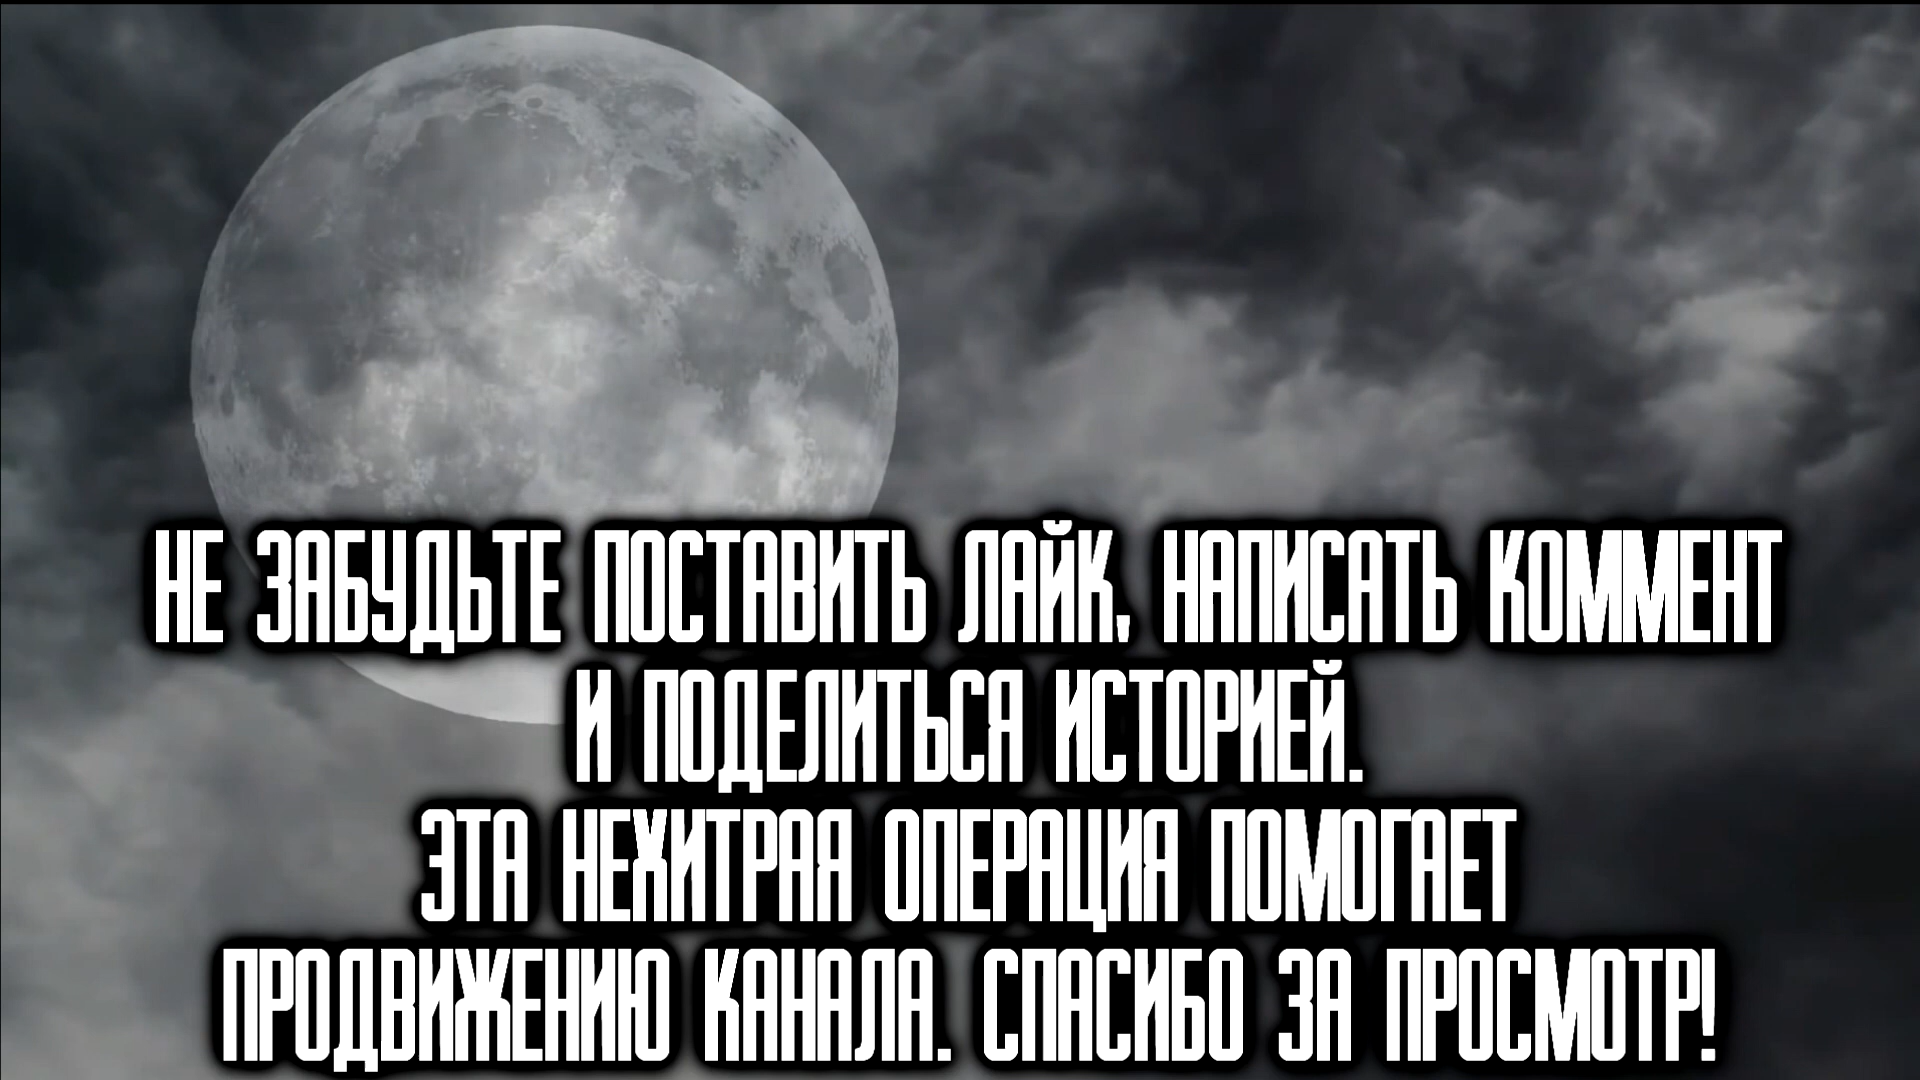 НЕ ЗАБУДЬТЕ ПОСТАВИТЬ ЛАЙК, НАПИСАТЬ КОММЕНТ
И ПОДЕЛИТЬСЯ ИСТОРИЕЙ.
ЭТА НЕХИТРАЯ ОПЕРАЦИЯ ПОМОГАЕТ
ПРОДВИЖЕНИЮ КАНАЛА. СПАСИБО ЗА ПРОСМОТР!